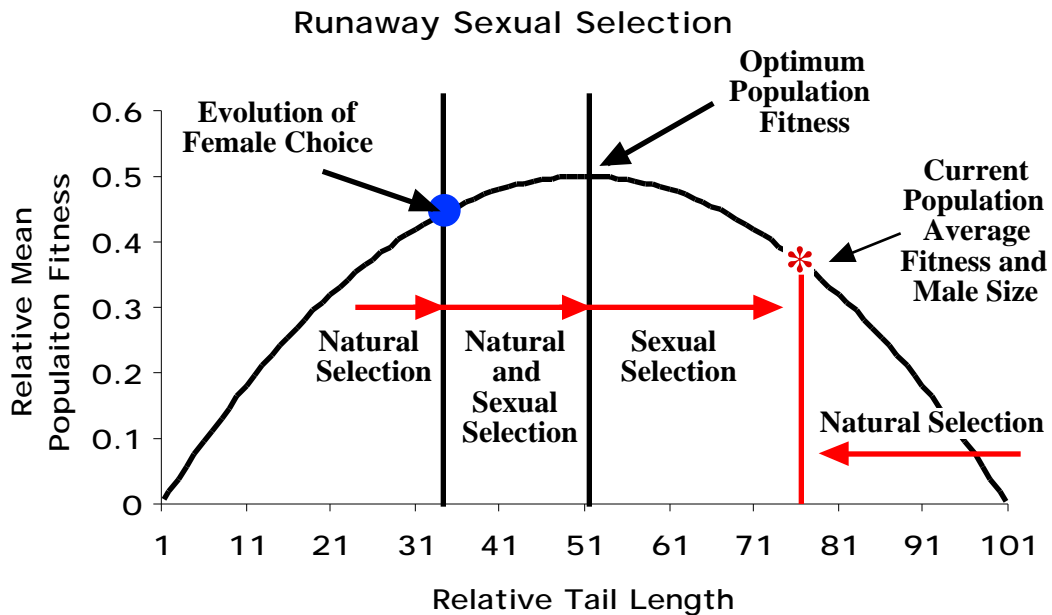 Runaway Sexual Selection
Evolution of
Female Choice
Optimum
Population
Fitness
Current
Population
Average
Fitness and
Male Size
Relative Mean
Populaiton Fitness
0.6
0.5
0.4
0.3
0.2
0.1
0
Natural
Selection
Natural
and
Sexual
Selection
Sexual
Selection
Natural Selection
1 11 21 31 41 51 61 71 81 91 101
Relative Tail Length